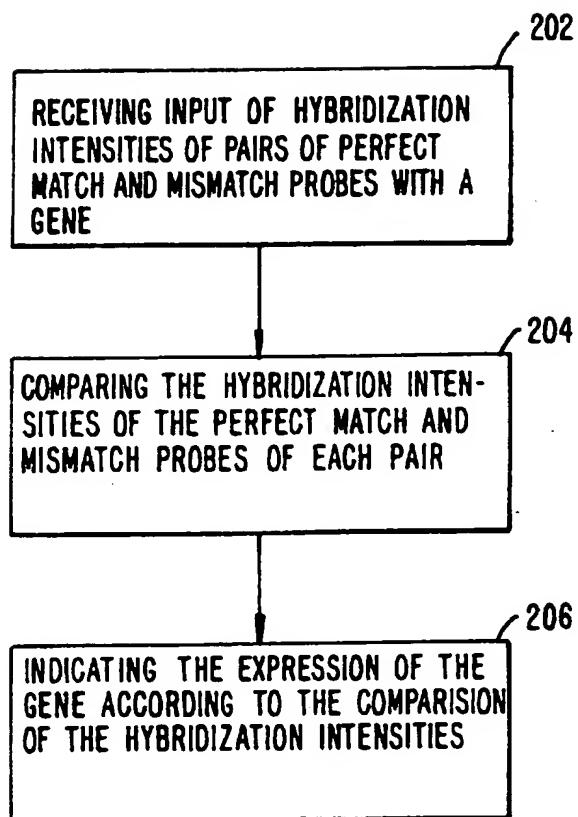 202
RECEIVING INPUT OF HYBRIDIZATION
INTENSITIES OF PAIRS OF PERFECT
MATCH AND MISMATCH PROBES WITH A
GENE
204
COMPARING THE HYBRIDIZATION INTEN-
SITIES OF THE PERFECT MATCH AND
MISMATCH PROBES OF EACH PAIR
206
INDICATING THE EXPRESSION OF THE
GENE ACCORDING TO THE COMPARISION
OF THE HYBRIDIZATION INTENSITIES